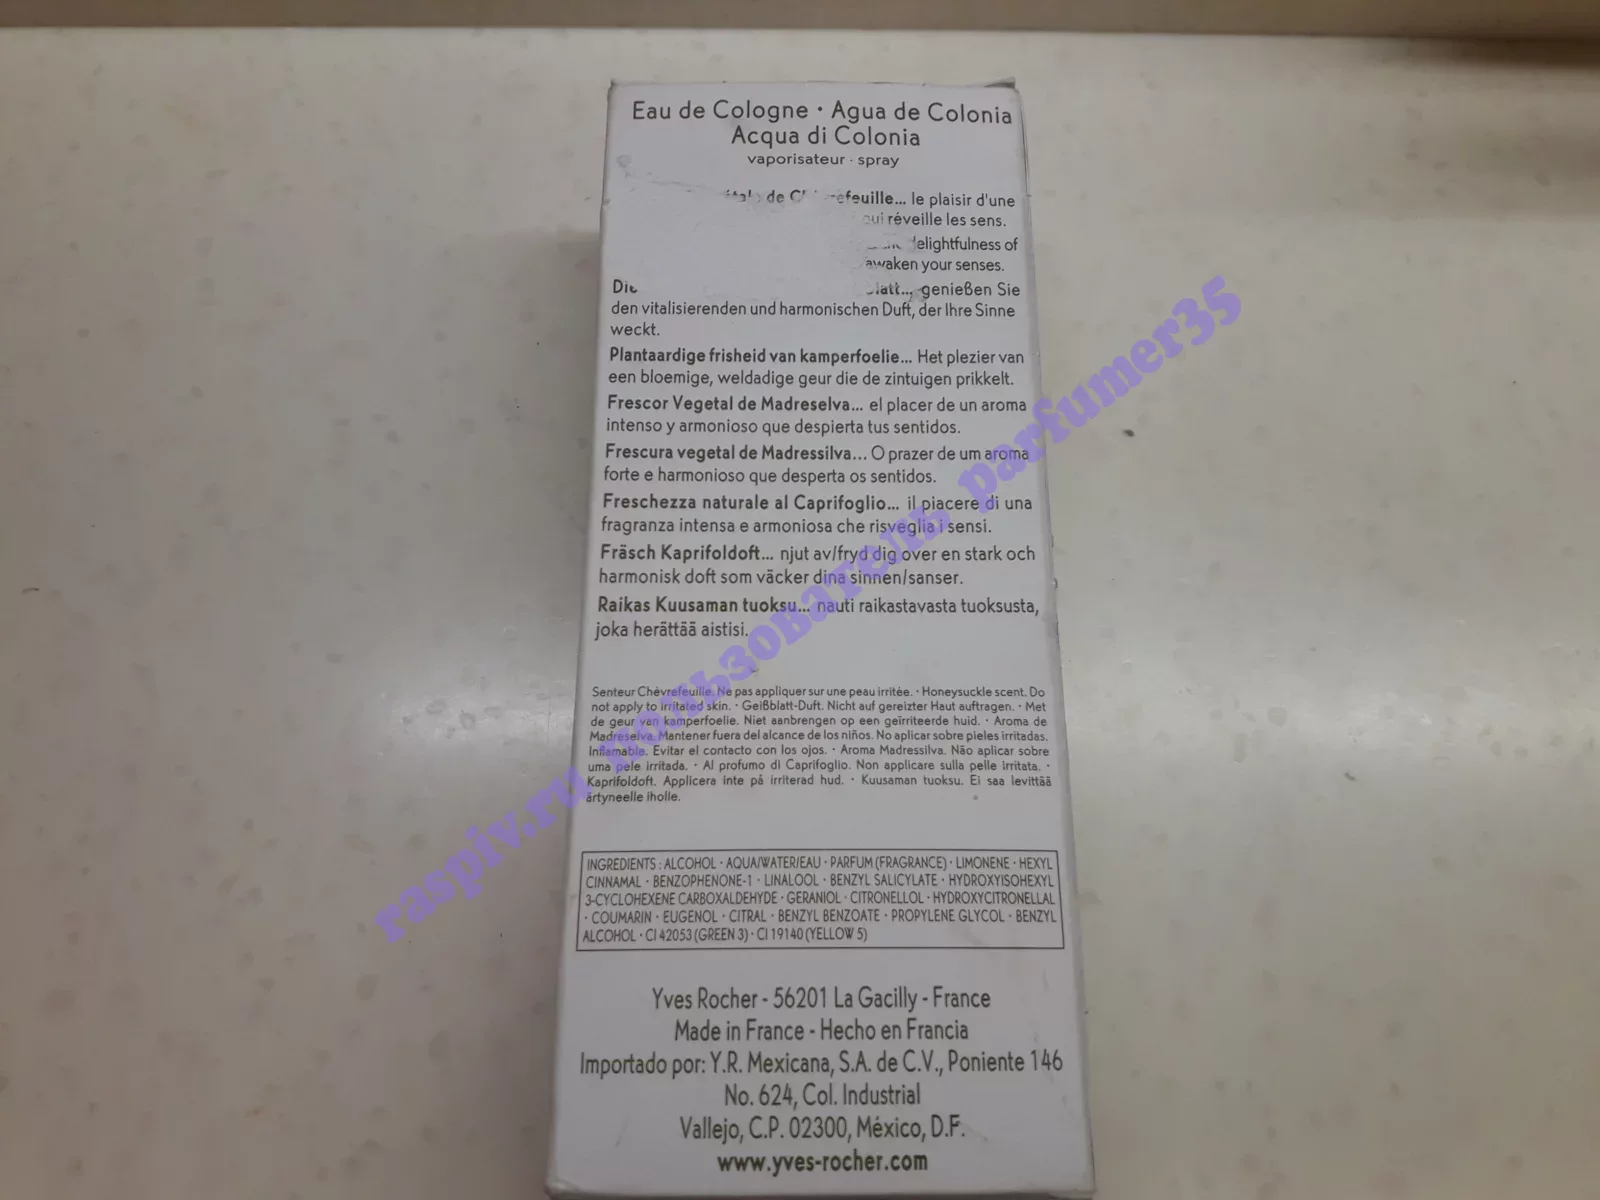 Eau de Cologne · Agua de Colonia
Acqua di Colonia
vaporisateur · spray
de feuille... le plaisir d'une
qui réveille les sens.
delightfulness of
awaken your senses.
genießen Sie
den vitalisierenden und harmonischen Duft, der Ihre Sinne
weckt.
Plantaardige frisheid van kamperfoelie... Het plezier van
een bloemige, weldadige geur die de zintuigen prikkelt.
Frescor Vegetal de Madreselva... el placer de un aroma
intenso y armonioso que despierta tus sentidos.
Frescura vegetal de Madressilva... O prazer de um aroma
forte e harmonioso que desperta os sentidos.
Freschezza naturale al Caprifoglio... il piacere di una
fragranza intensa e armoniosa che risveglia i sensi.
Fräsch Kaprifoldoft... njut av/fryd dig over en stark och
harmonisk doft som väcker dina sinnen/sanser.
Raikas Kuusaman tuoksu... nauti raikastavasta tuoksusta,
joka herättää aistisi.
Senteur Chèvrefeuille. Ne pas appliquer sur une peau irritée. · Honeysuckle scent. Do
not apply to irritated skin. · Geißblatt-Duft. Nicht auf gereizter Haut auftragen. · Met
de geur van kamperfoelie. Niet aanbrengen op een geïrriteerde huid. · Aroma de
Madreselva. Mantener fuera del alcance de los niños. No aplicar sobre pieles irritadas.
Inflamable. Evitar el contacto con los ojos. · Aroma Madressilva. Não aplicar sobre
uma pele irritada. · Al profumo di Caprifoglio. Non applicare sulla pelle irritata. ·
Kaprifoldoft. Applicera inte på irriterad hud. · Kuusaman tuoksu. Ei saa levittää
ärtyneelle iholle.
INGREDIENTS : ALCOHOL · AQUA/WATER/EAU · PARFUM (FRAGRANCE) · LIMONENE · HEXYL
CINNAMAL · BENZOPHENONE-1 · LINALOOL · BENZYL SALICYLATE · HYDROXYISOHEXYL
3-CYCLOHEXENE CARBOXALDEHYDE · GERANIOL · CITRONELLOL · HYDROXYCITRONELLAL
· COUMARIN · EUGENOL · CITRAL · BENZYL BENZOATE · PROPYLENE GLYCOL · BENZYL
ALCOHOL · CI 42053 (GREEN 3) · CI 19140 (YELLOW 5)
Yves Rocher - 56201 La Gacilly - France
Made in France - Hecho en Francia
Importado por: Y.R. Mexicana, S.A. de C.V., Poniente 146
No. 624, Col. Industrial
Vallejo, C.P. 02300, México, D.F.
www.yves-rocher.com
raspiv.ru пользователь parfumer35